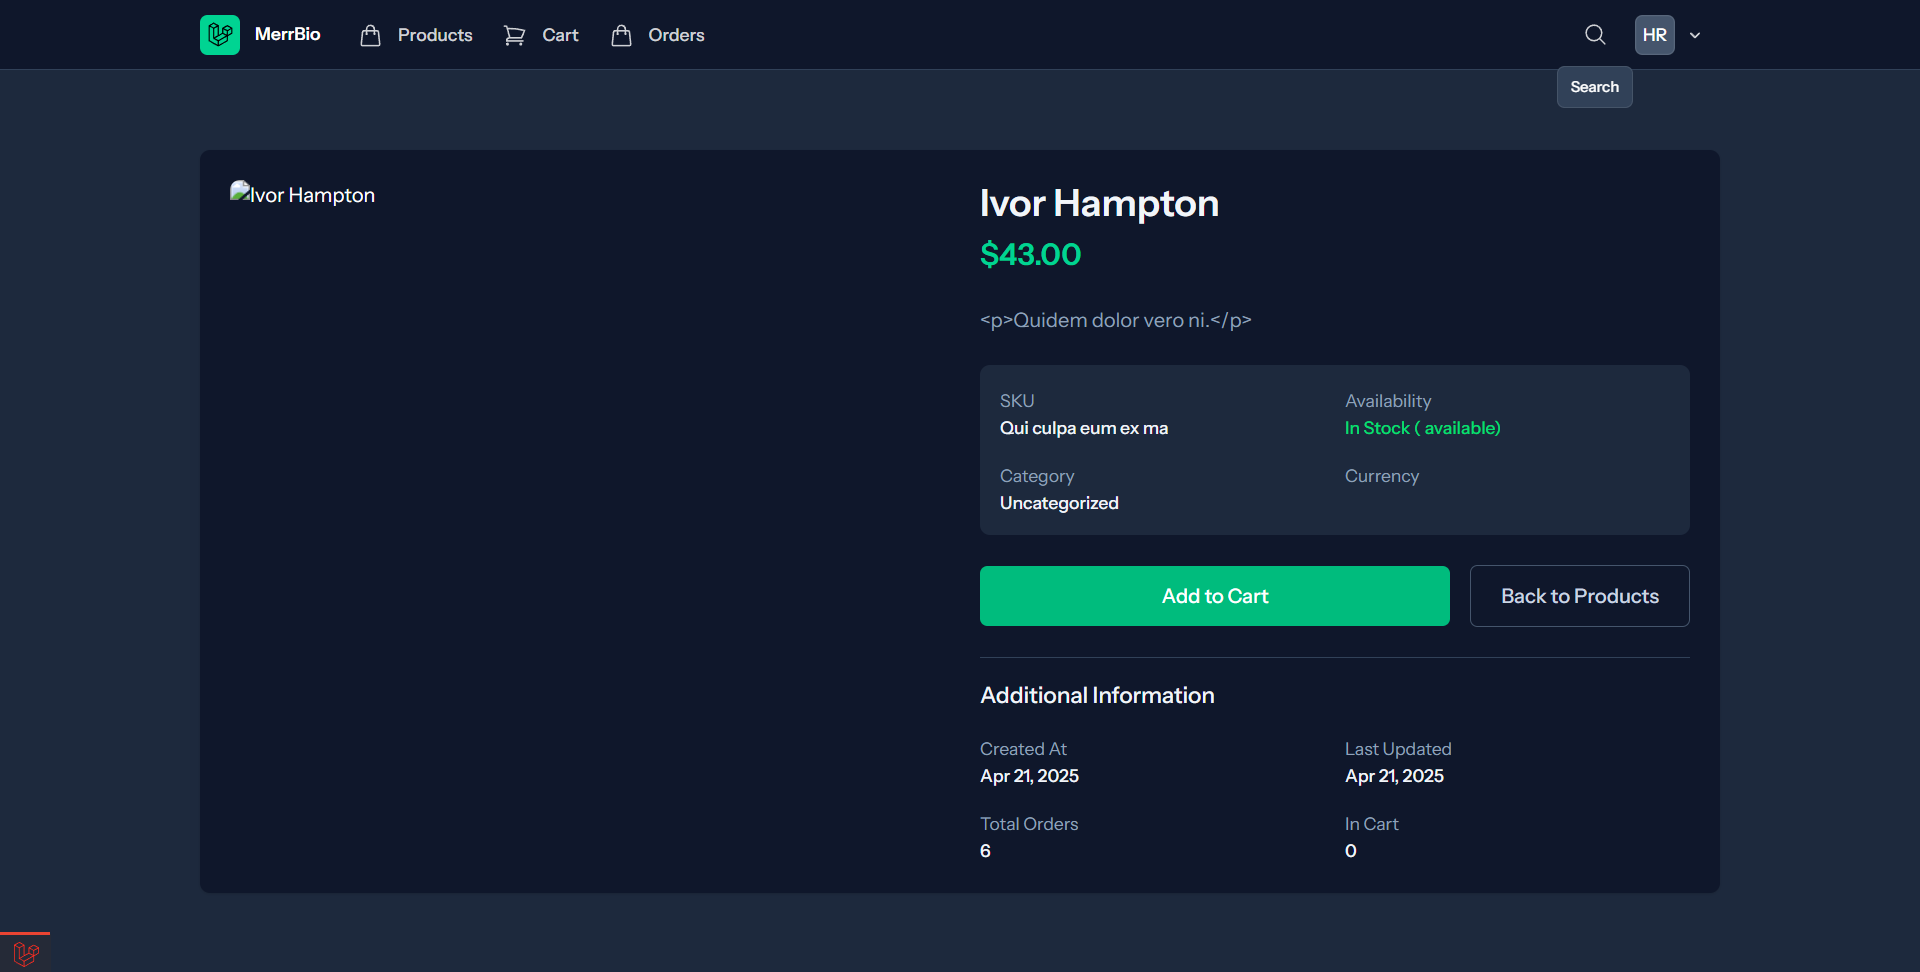 MerrBio
Products
Cart
Orders
HR
Search
Ivor Hampton
Ivor Hampton
$43.00
<p>Quidem dolor vero ni.</p>
SKU
Availability
Qui culpa eum ex ma
In Stock ( available)
Category
Currency
Uncategorized
Add to Cart
Back to Products
Additional Information
Created At
Last Updated
Apr 21, 2025
Apr 21, 2025
Total Orders
In Cart
6
0